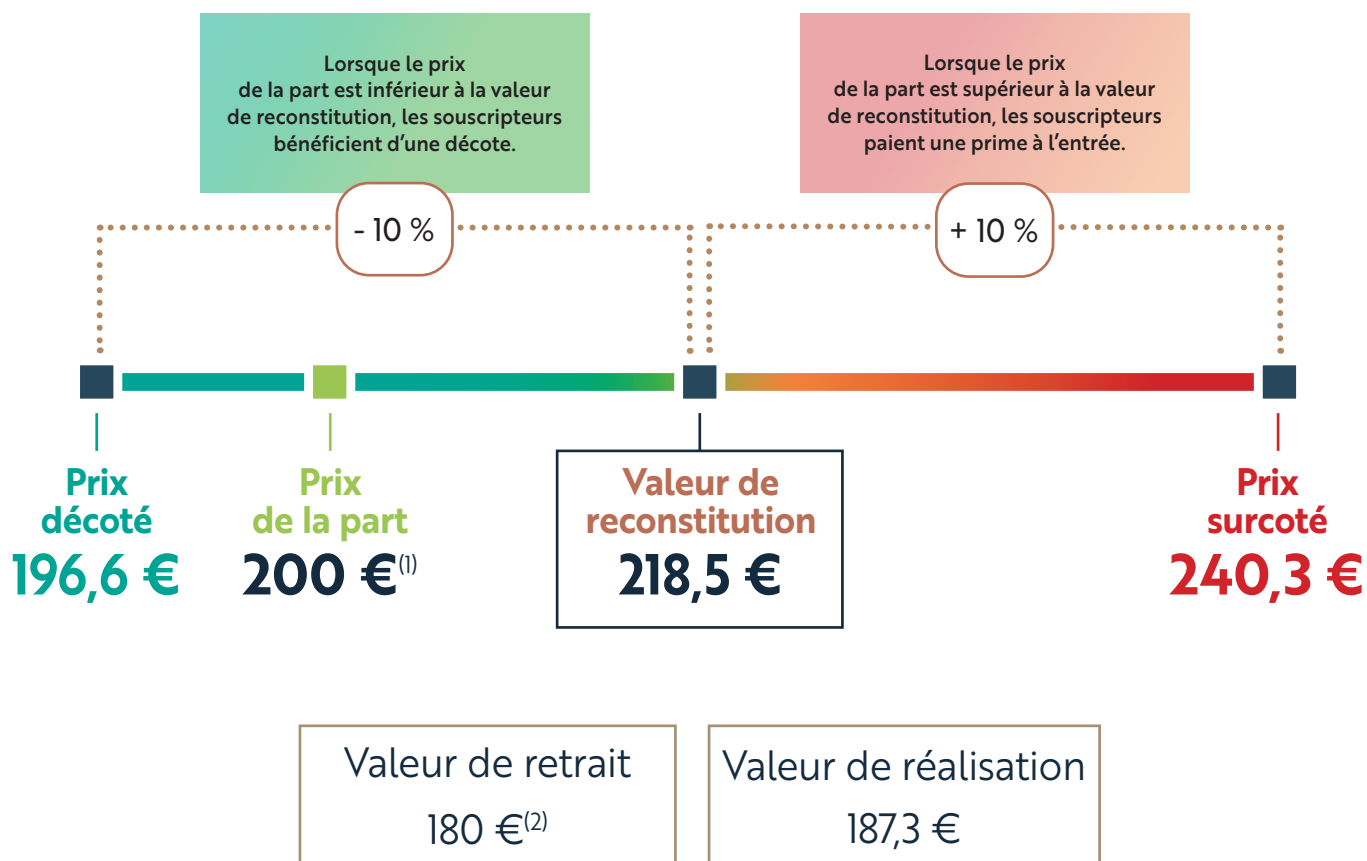 Lorsque le prix
de la part est inférieur à la valeur
de reconstitution, les souscripteurs
bénéficient d’une décote.
Lorsque le prix
de la part est supérieur à la valeur
de reconstitution, les souscripteurs
paient une prime à l’entrée.
- 10 %
+ 10 %
Prix
décoté
196,6 €
Prix
de la part
200 €(1)
Valeur de
reconstitution
218,5 €
Prix
surcoté
240,3 €
Valeur de retrait
180 €(2)
Valeur de réalisation
187,3 €